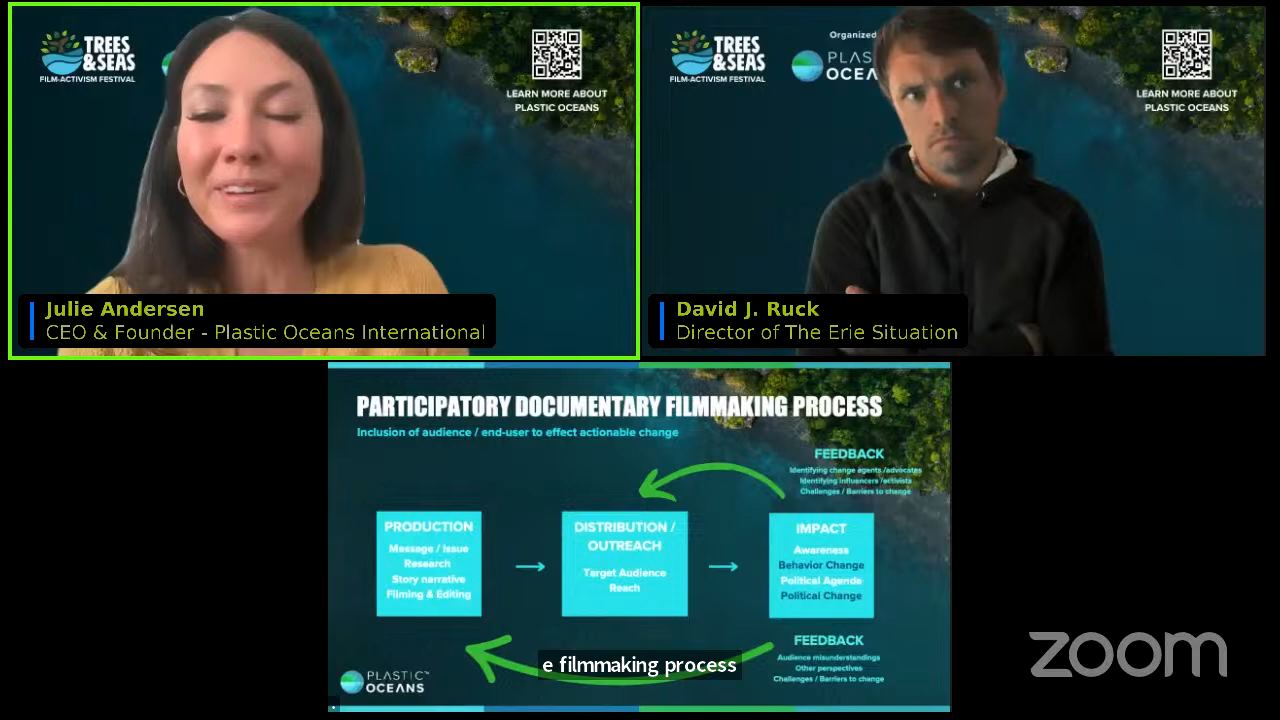 TREES
&SEAS
FILM-ACTIVISM FESTIVAL
LEARN MORE ABOUT
PLASTIC OCEANS
Julie Andersen
CEO & Founder - Plastic Oceans International
TREES
&SEAS
FILM-ACTIVISM FESTIVAL
Organized
PLAS
OCEA
LEARN MORE ABOUT
PLASTIC OCEANS
David J. Ruck
Director of The Erie Situation
PARTICIPATORY DOCUMENTARY FILMMAKING PROCESS
Inclusion of audience / end-user to effect actionable change
FEEDBACK
Identifying change agents /advocates
Identifying influencers /activists
Challenges / Barriers to change
PRODUCTION
Message / Issue
Research
Story narrative
Filming & Editing
DISTRIBUTION /
OUTREACH
Target Audience
Reach
IMPACT
Awareness
Behavior Change
Political Agenda
Political Change
FEEDBACK
Audience misunderstandings
Other perspectives
Challenges / Barriers to change
e filmmaking process
PLASTIC™
OCEANS
zoom